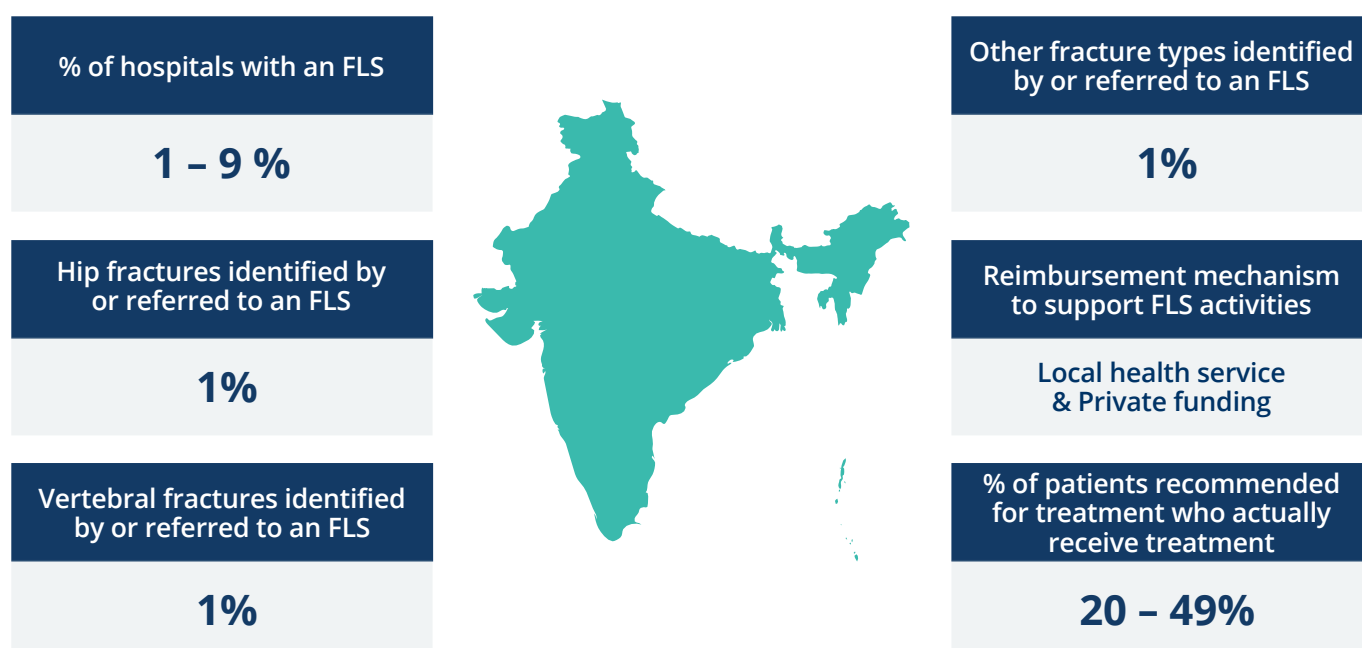 % of hospitals with an FLS
1 – 9 %
Hip fractures identified by
or referred to an FLS
1%
Vertebral fractures identified
by or referred to an FLS
1%
Other fracture types identified
by or referred to an FLS
1%
Reimbursement mechanism
to support FLS activities
Local health service
& Private funding
% of patients recommended
for treatment who actually
receive treatment
20 – 49%